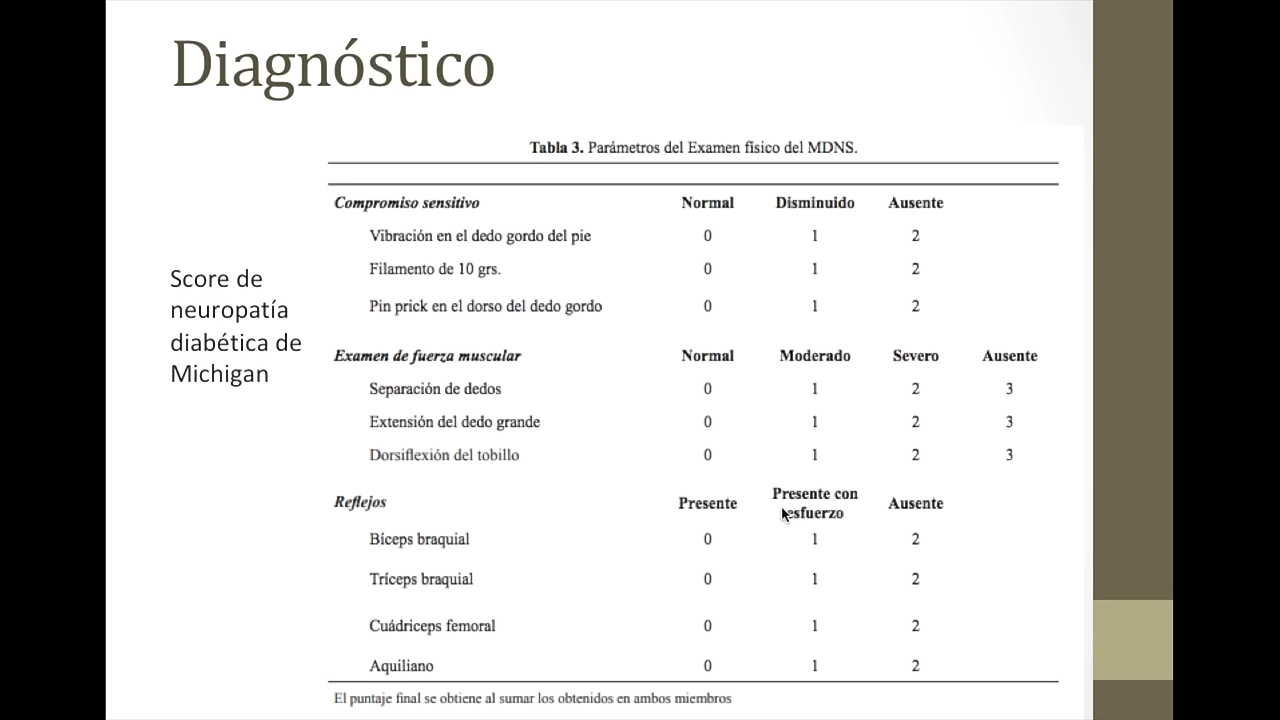 Diagnóstico
Score de
neuropatía
diabética de
Michigan
Tabla 3. Parámetros del Examen físico del MDNS.
Compromiso sensitivo Normal Disminuido Ausente
Vibración en el dedo gordo del pie 0 1 2
Filamento de 10 grs. 0 1 2
Pin prick en el dorso del dedo gordo 0 1 2
Examen de fuerza muscular Normal Moderado Severo Ausente
Separación de dedos 0 1 2 3
Extensión del dedo grande 0 1 2 3
Dorsiflexión del tobillo 0 1 2 3
Reflejos Presente Presente con esfuerzo Ausente
Bíceps braquial 0 1 2
Tríceps braquial 0 1 2
Cuádriceps femoral 0 1 2
Aquiliano 0 1 2
El puntaje final se obtiene al sumar los obtenidos en ambos miembros